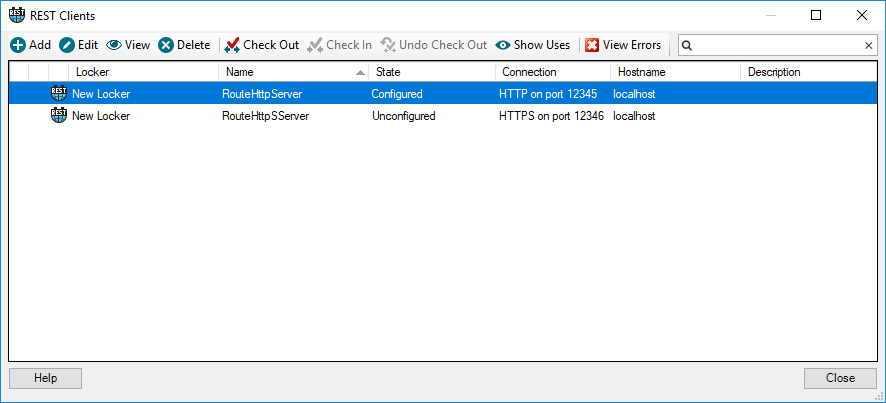 REST Clients
Add Edit View Delete Check Out Check In Undo Check Out Show Uses View Errors
Locker Name State Connection Hostname Description
REST New Locker RouteHttpServer Configured HTTP on port 12345 localhost
REST New Locker RouteHttpSServer Unconfigured HTTPS on port 12346 localhost
Help Close